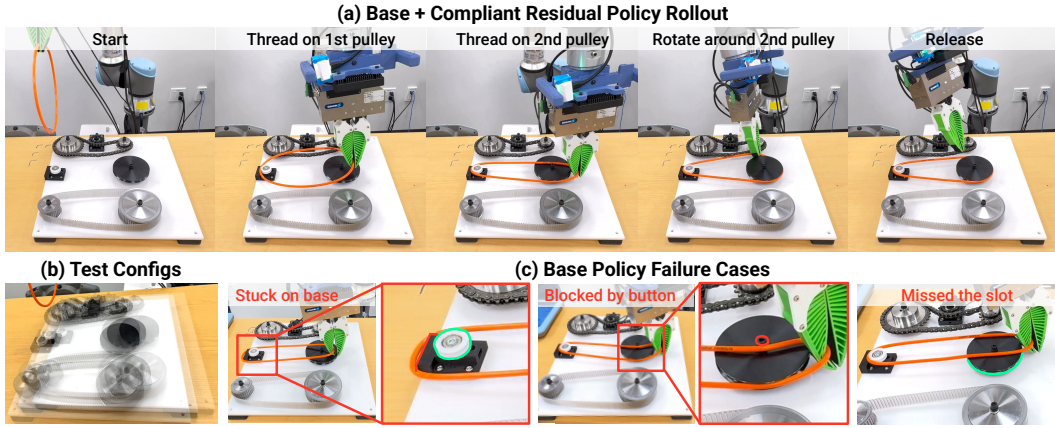 (a) Base + Compliant Residual Policy Rollout
Start
Thread on 1st pulley
Thread on 2nd pulley
Rotate around 2nd pulley
Release
(b) Test Configs
(c) Base Policy Failure Cases
Stuck on base
Blocked by button
Missed the slot